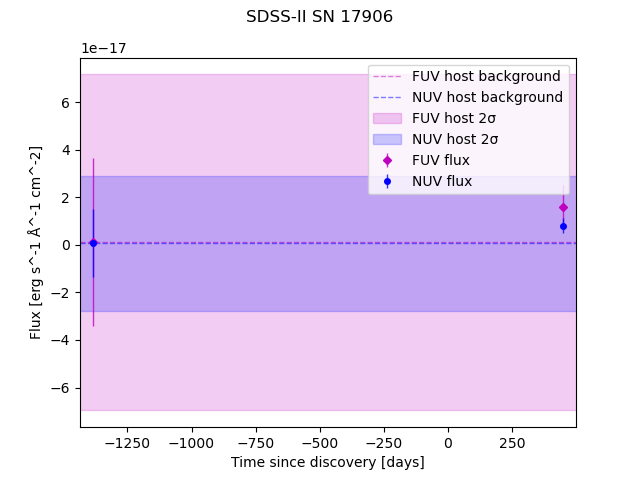 SDSS-II SN 17906
1e−17
FUV host background
NUV host background
FUV host 2σ
NUV host 2σ
FUV flux
NUV flux
6
4
2
0
−2
−4
−6
Flux [erg s^-1 Å^-1 cm^-2]
−1250 −1000 −750 −500 −250 0 250
Time since discovery [days]